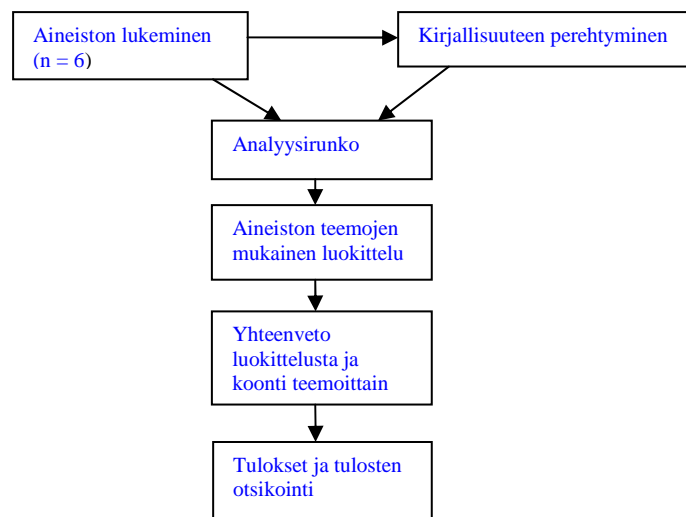 Aineiston lukeminen
(n = 6)
Kirjallisuuteen perehtyminen
Analyysirunko
Aineiston teemojen
mukainen luokittelu
Yhteenveto
luokittelusta ja
koonti teemoittain
Tulokset ja tulosten
otsikointi